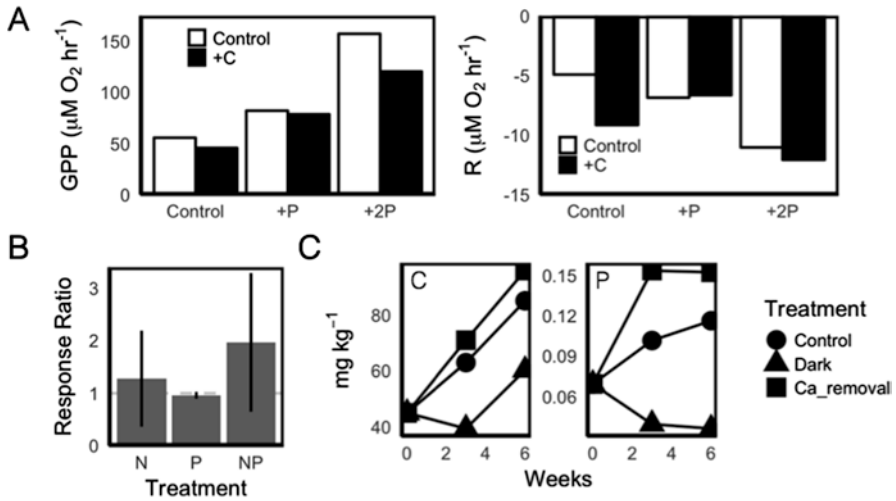 A
GPP (µM O₂ hr⁻¹)
150
100
50
0
Control
+C
Control
+P
+2P
R (µM O₂ hr⁻¹)
0
-5
-10
-15
Control
+C
Control
+P
+2P
B
Response Ratio
3
2
1
0
N
P
NP
Treatment
C
mg kg⁻¹
C
80
60
40
0 2 4 6
P
0.15
0.12
0.09
0.06
0 2 4 6
Weeks
Treatment
Control
Dark
Ca_removall